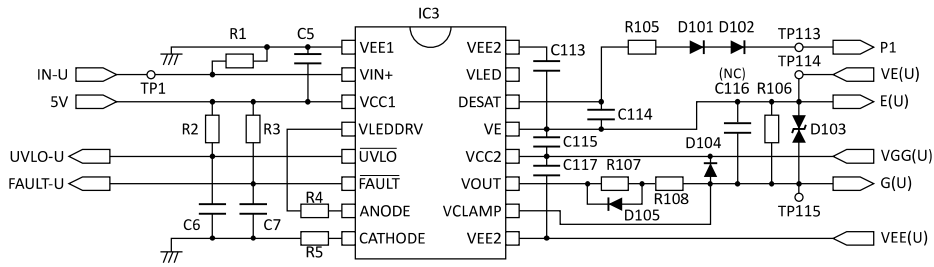 IC3
R1
C5
VEE1
VEE2
C113
R105
D101
D102
TP113
P1
IN-U
TP1
VIN+
VLED
TP114
VE(U)
(NC)
C116
R106
5V
VCC1
DESAT
E(U)
C114
R2
R3
VLEDDRV
VE
D103
C115
D104
UVLO-U
UVLO
VCC2
VGG(U)
C117
R107
FAULT-U
FAULT
VOUT
G(U)
R108
R4
D105
TP115
C6
C7
ANODE
VCLAMP
R5
CATHODE
VEE2
VEE(U)